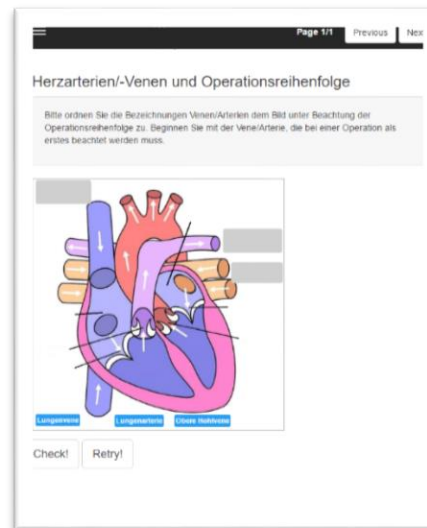 Page 1/1 Previous Nex
Herzarterien/-Venen und Operationsreihenfolge
Bitte ordnen Sie die Bezeichnungen Venen/Arterien dem Bild unter Beachtung der
Operationsreihenfolge zu. Beginnen Sie mit der Vene/Arterie, die bei einer Operation als
erstes beachtet werden muss.
Lungenvene Lungenarterie Obere Hohlvene
Check! Retry!